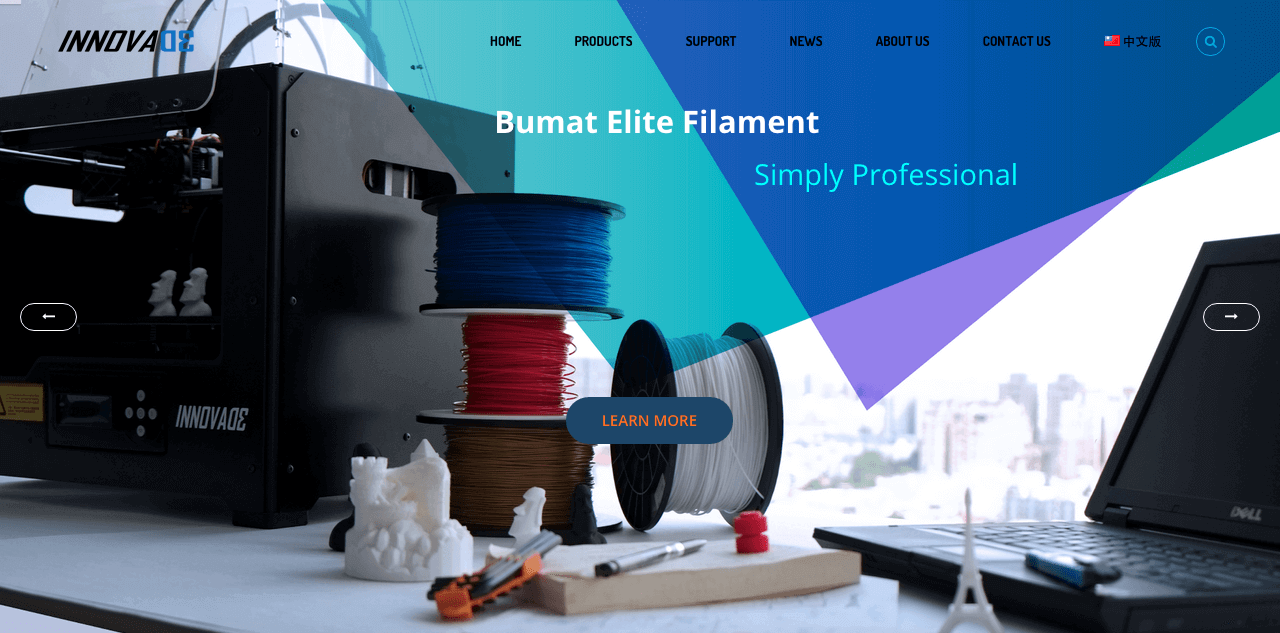 INNOVA3D
HOME PRODUCTS SUPPORT NEWS ABOUT US CONTACT US 中文版
Bumat Elite Filament
Simply Professional
LEARN MORE
INNOVA3D
DELL